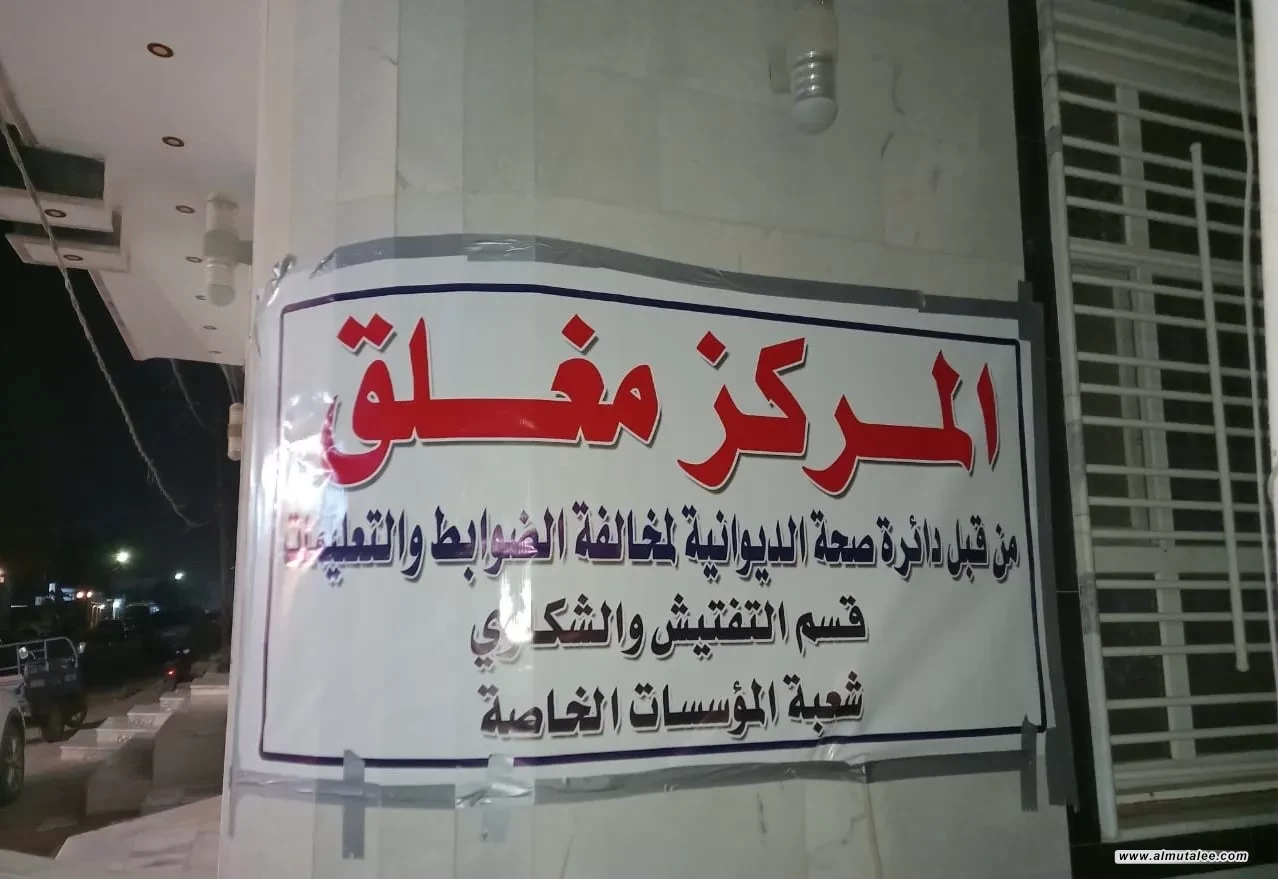 المركز مغلق
من قبل دائرة صحة الديوانية لمخالفة الضوابط والتعليمات
قسم التفتيش والشكاوي
شعبة المؤسسات الخاصة
www.almutalee.com